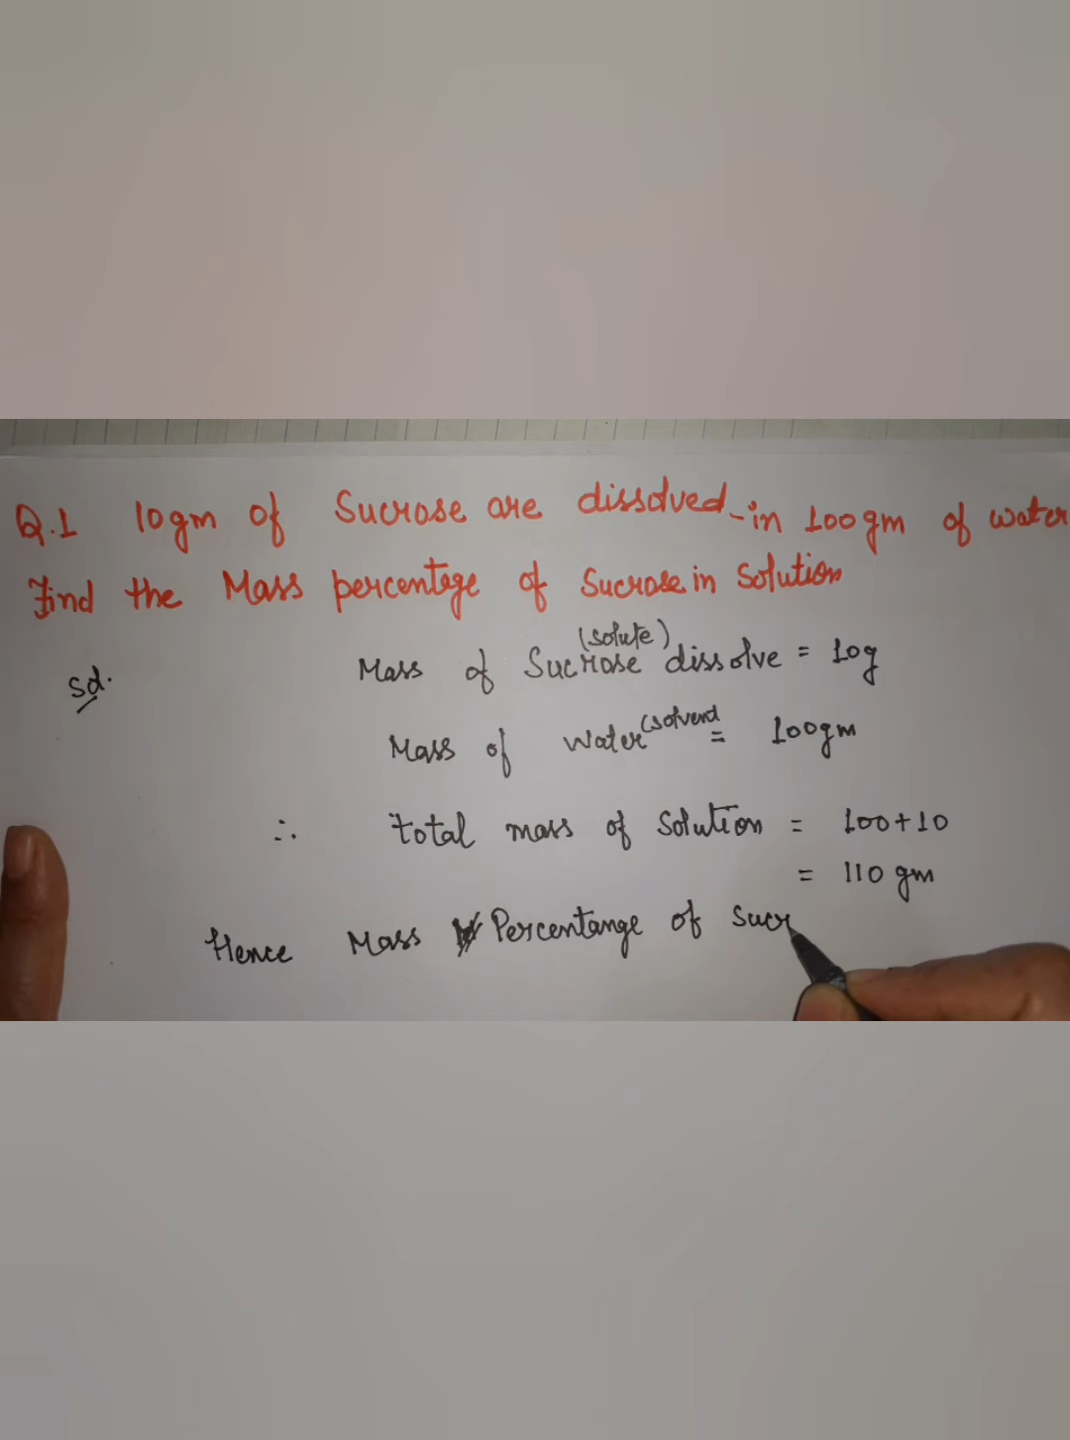 Q.1 10gm of Sucrose are dissolved in 100gm of water
Find the Mass percentage of Sucrose in Solution
Sol. Mass of Sucrose (solute) dissolve = 10g
Mass of Water (solvent = 100gm
∴ total mass of Solution = 100+10
= 110 gm
Hence Mass Percentange of Sucr